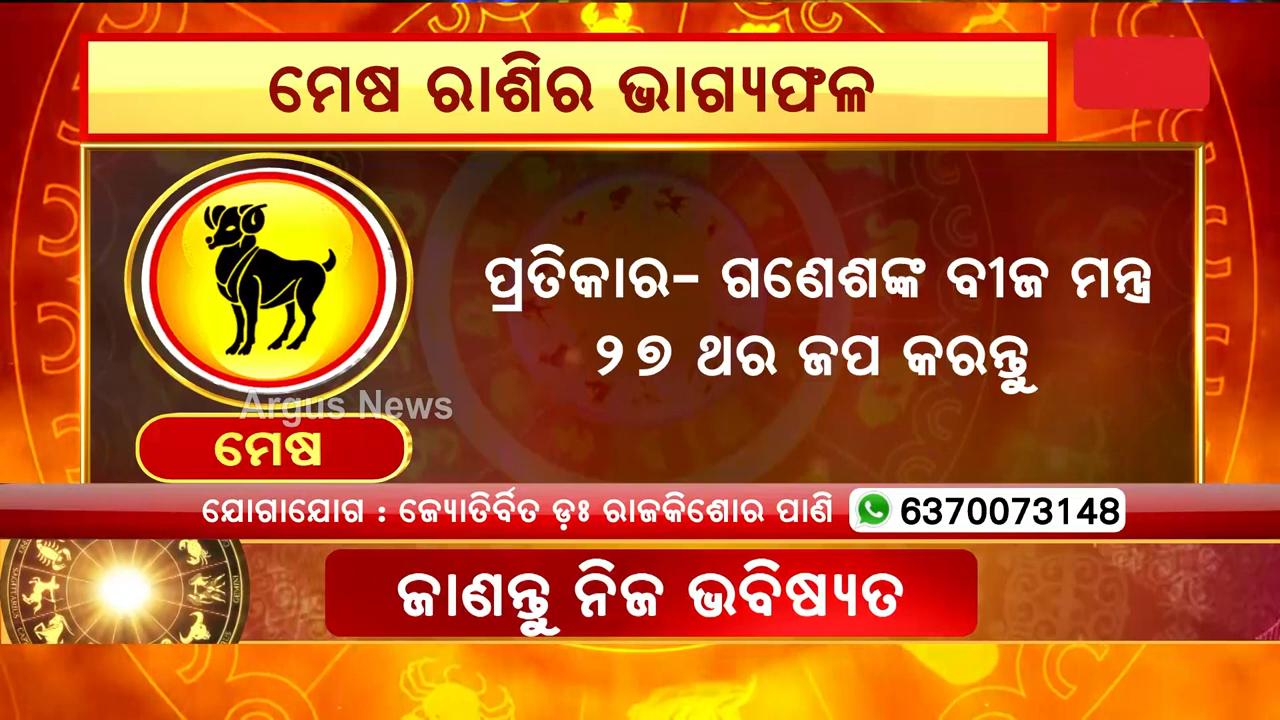 ମେଷ ରାଶିର ଭାଗ୍ୟଫଳ
ପ୍ରତିକାର- ଗଣେଶଙ୍କ ବୀଜ ମନ୍ତ୍ର
୨୭ ଥର ଜପ କରନ୍ତୁ
Argus News
ମେଷ
ଯୋଗାଯୋଗ : ଜ୍ୟୋତିର୍ବିତ ଡ଼ଃ ରାଜକିଶୋର ପାଣି 6370073148
ଜାଣନ୍ତୁ ନିଜ ଭବିଷ୍ୟତ